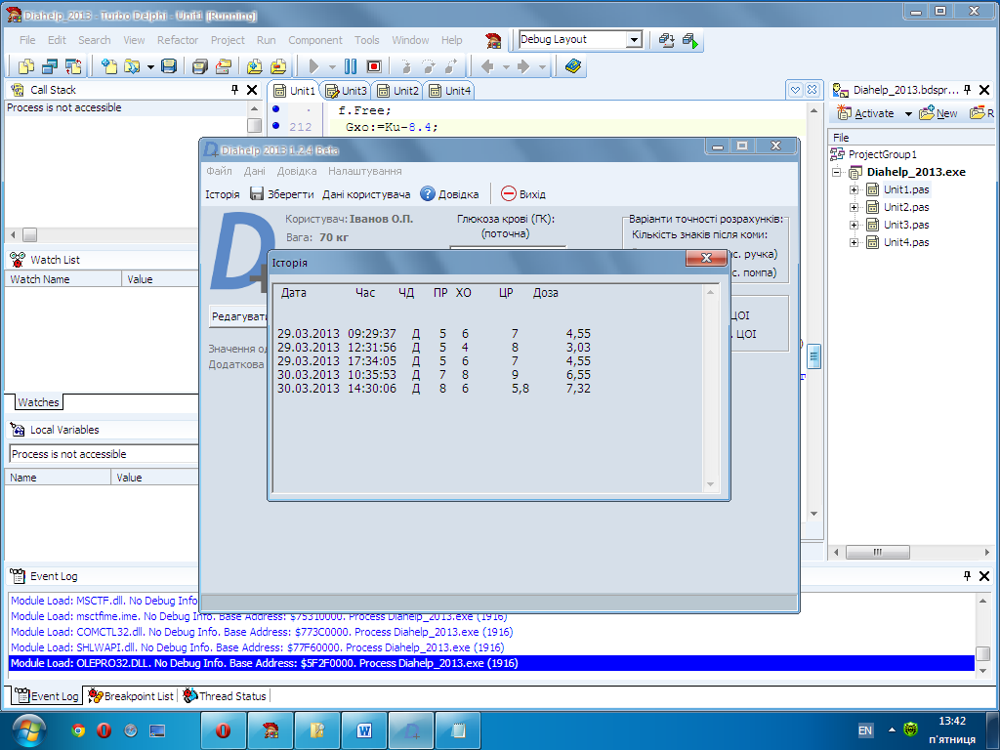 Diahelp_2013 - Turbo Delphi - Unit1 [Running]
File Edit Search View Refactor Project Run Component Tools Window Help
Debug Layout
Call Stack
Process is not accessible
Unit1 Unit3 Unit2 Unit4
f.Free;
212 Gxo:=Ku-8.4;
Diahelp_2013.bdspr...
Activate New R
File
ProjectGroup1
Diahelp_2013.exe
Unit1.pas
Unit2.pas
Unit3.pas
Unit4.pas
Watch List
Watch Name Value
Watches
Local Variables
Process is not accessible
Name Value
Diahelp 2013 1.2.4 Beta
Файл Дані Довідка Налаштування
Історія Зберегти Дані користувача Довідка Вихід
Користувач: Іванов О.П.
Вага: 70 кг
Глюкоза крові (ГК):
(поточна)
Варіанти точності розрахунків:
Кількість знаків після коми:
с. ручка)
с. помпа)
ЦОІ
. ЦОІ
Редагувати
Значення од
Додаткова
Історія
Дата Час ЧД ПР ХО ЦР Доза
29.03.2013 09:29:37 Д 5 6 7 4,55
29.03.2013 12:31:56 Д 5 4 8 3,03
29.03.2013 17:34:05 Д 5 6 7 4,55
30.03.2013 10:35:53 Д 7 8 9 6,55
30.03.2013 14:30:06 Д 8 6 5,8 7,32
Event Log
Module Load: MSCTF.dll. No Debug Info
Module Load: msctfime.ime. No Debug Info. Base Address: $75310000. Process Diahelp_2013.exe (1916)
Module Load: COMCTL32.dll. No Debug Info. Base Address: $773C0000. Process Diahelp_2013.exe (1916)
Module Load: SHLWAPI.dll. No Debug Info. Base Address: $77F60000. Process Diahelp_2013.exe (1916)
Module Load: OLEPRO32.DLL. No Debug Info. Base Address: $5F2F0000. Process Diahelp_2013.exe (1916)
Event Log Breakpoint List Thread Status
EN
13:42
п'ятниця